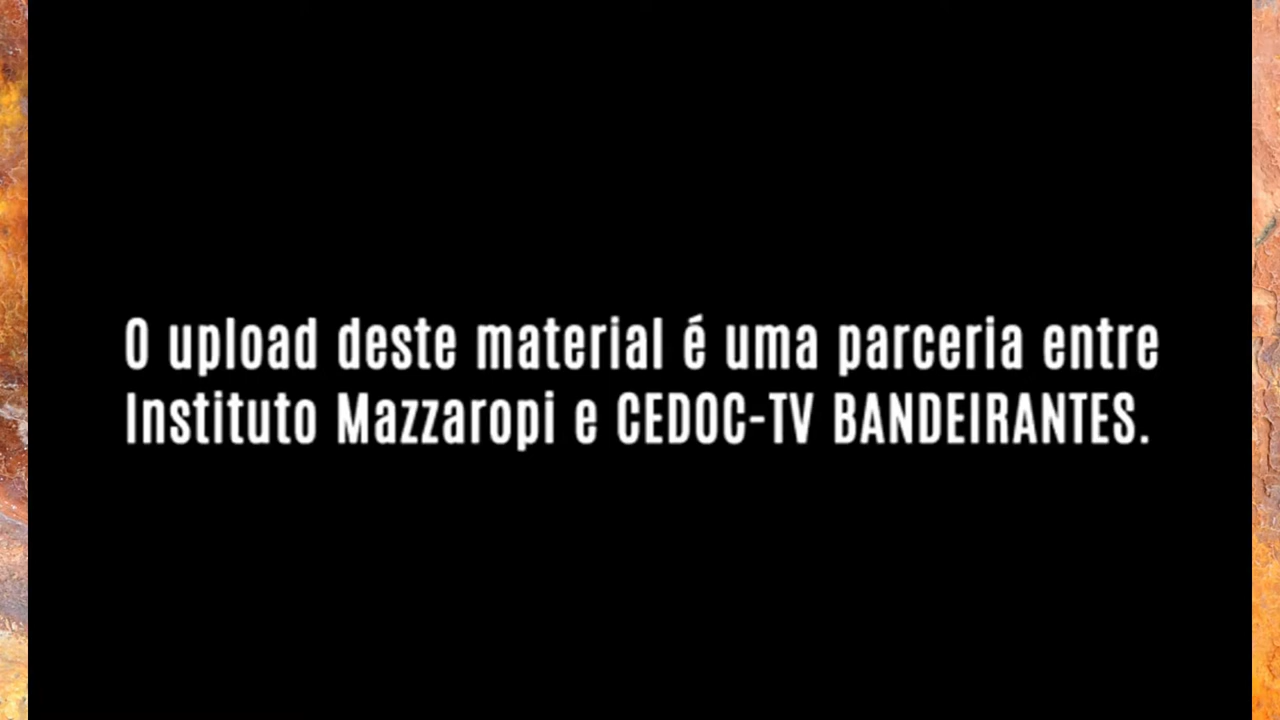 O upload deste material é uma parceria entre
Instituto Mazzaropi e CEDOC-TV BANDEIRANTES.